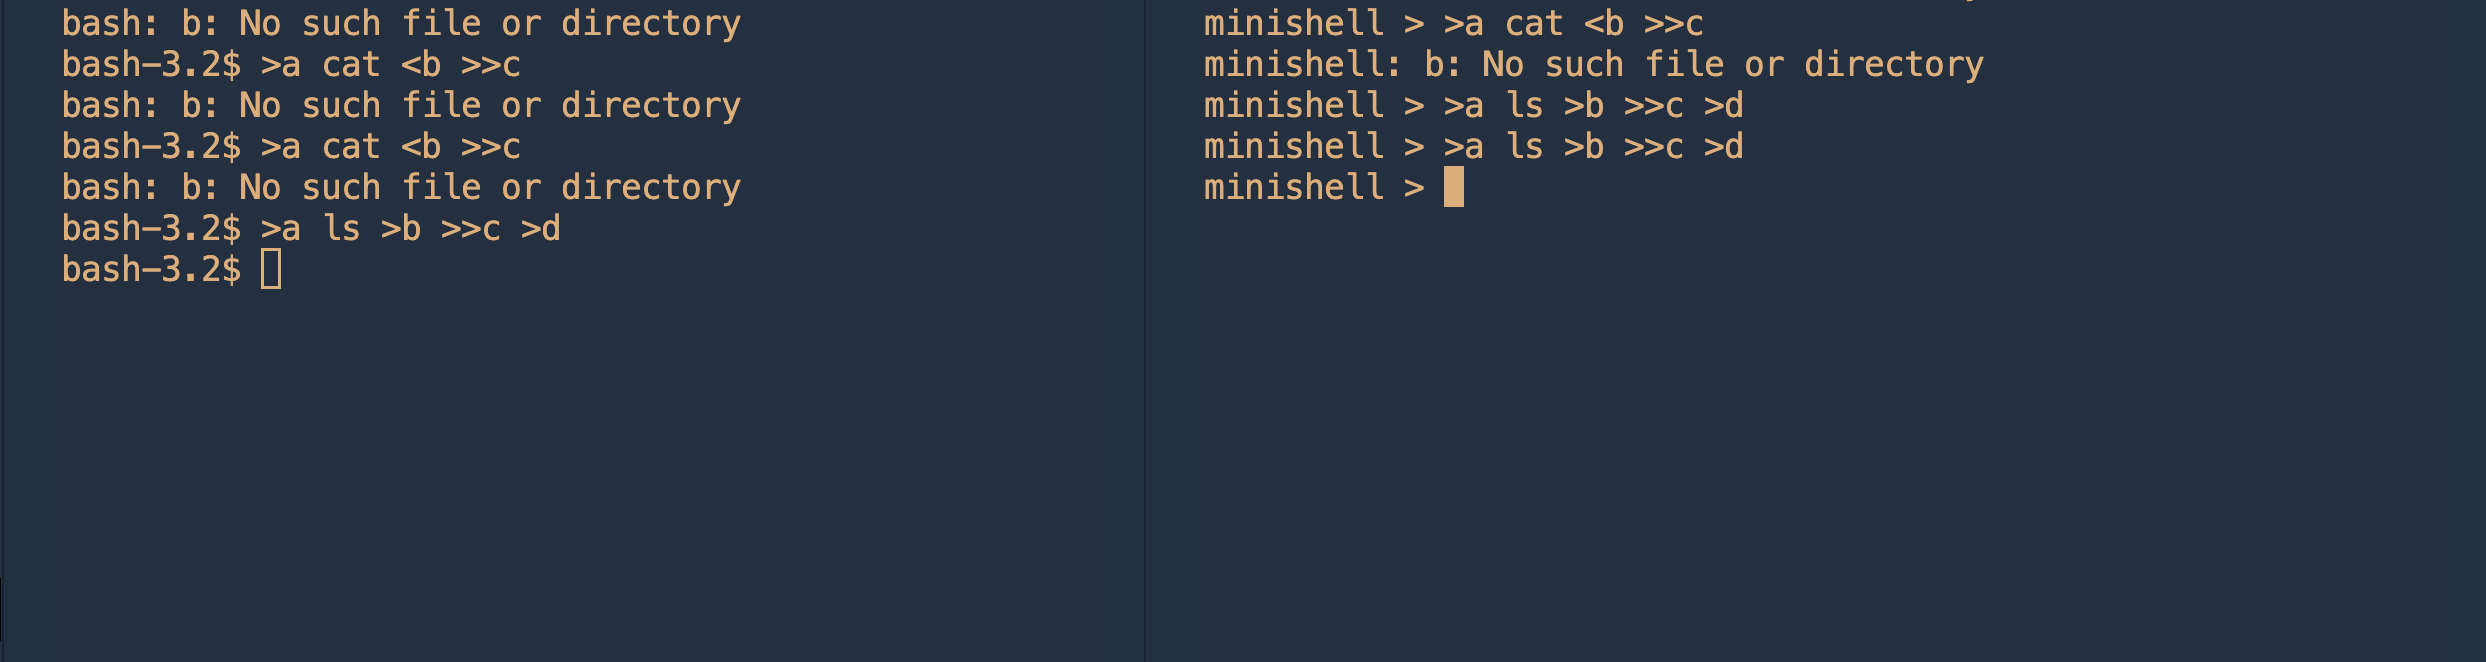 bash: b: No such file or directory
bash-3.2$ >a cat <b >>c
bash: b: No such file or directory
bash-3.2$ >a cat <b >>c
bash: b: No such file or directory
bash-3.2$ >a ls >b >>c >d
bash-3.2$
minishell > >a cat <b >>c
minishell: b: No such file or directory
minishell > >a ls >b >>c >d
minishell > >a ls >b >>c >d
minishell >